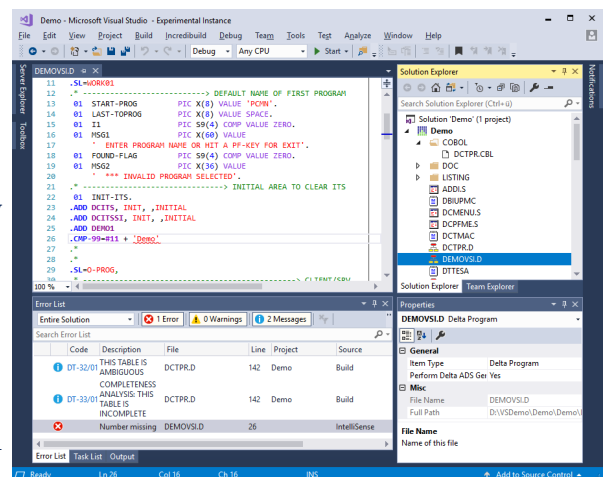 Demo - Microsoft Visual Studio - Experimental Instance
File Edit View Project Build Incredibuild Debug Team Tools Test Analyze Window Help
Debug Any CPU Start
Server Explorer
Toolbox
DEMOVSI.D
11 .SL=WORK01
12 .* ----------------------------> DEFAULT NAME OF FIRST PROGRAM
13 01 START-PROG PIC X(8) VALUE 'PCMN'.
14 01 LAST-TOPROG PIC X(8) VALUE SPACE.
15 01 I1 PIC S9(4) COMP VALUE ZERO.
16 01 MSG1 PIC X(60) VALUE
17 ' ENTER PROGRAM NAME OR HIT A PF-KEY FOR EXIT'.
18 01 FOUND-FLAG PIC S9(4) COMP VALUE ZERO.
19 01 MSG2 PIC X(36) VALUE
20 ' *** INVALID PROGRAM SELECTED'.
21 .* --------------------------------> INITIAL AREA TO CLEAR ITS
22 01 INIT-ITS.
23 .ADD DCITS, INIT, ,INITIAL
24 .ADD DCITSSI, INIT, ,INITIAL
25 .ADD DEMO1
26 .CMP-99=#11 + 'Demo'
27 .*
28 .*
29 .SL=O-PROG,
30 .* ------------------------------------------------> CLIENT/SRV
100 %
Solution Explorer
Search Solution Explorer (Ctrl+ü)
Solution 'Demo' (1 project)
Demo
COBOL
DCTPR.CBL
DOC
LISTING
ADDI.S
DBIUPMC
DCMENU.S
DCPFME.S
DCTMAC
DCTPR.D
DEMOVSI.D
DTTESA
Solution Explorer Team Explorer
Notifications
Error List
Entire Solution 1 Error 0 Warnings 2 Messages
Search Error List
Code Description File Line Project Source
DT-32/01 THIS TABLE IS AMBIGUOUS DCTPR.D 142 Demo Build
DT-33/01 COMPLETENESS ANALYSIS: THIS TABLE IS INCOMPLETE DCTPR.D 142 Demo Build
Number missing DEMOVSI.D 26 IntelliSense
Error List Task List Output
Properties
DEMOVSI.D Delta Program
General
Item Type Delta Program
Perform Delta ADS Ger Yes
Misc
File Name DEMOVSI.D
Full Path D:\VSDemo\Demo\Demo\
File Name
Name of this file
Ready Ln 26 Col 16 Ch 16 INS Add to Source Control